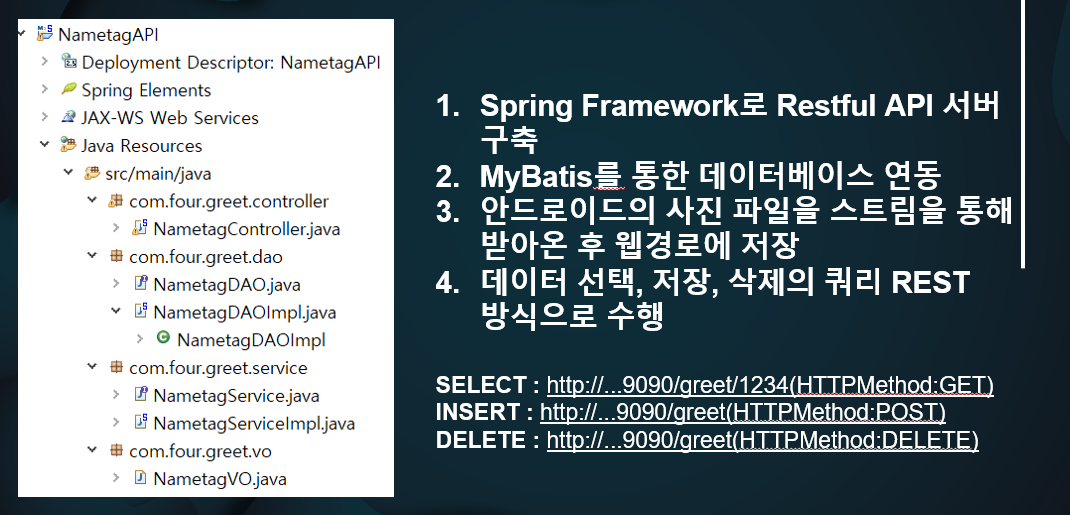 NametagAPI
Deployment Descriptor: NametagAPI
Spring Elements
JAX-WS Web Services
Java Resources
src/main/java
com.four.greet.controller
NametagController.java
com.four.greet.dao
NametagDAO.java
NametagDAOImpl.java
NametagDAOImpl
com.four.greet.service
NametagService.java
NametagServiceImpl.java
com.four.greet.vo
NametagVO.java
1. Spring Framework로 Restful API 서버
구축
2. MyBatis를 통한 데이터베이스 연동
3. 안드로이드의 사진 파일을 스트림을 통해
받아온 후 웹경로에 저장
4. 데이터 선택, 저장, 삭제의 쿼리 REST
방식으로 수행
SELECT : http://...9090/greet/1234(HTTPMethod:GET)
INSERT : http://...9090/greet(HTTPMethod:POST)
DELETE : http://...9090/greet(HTTPMethod:DELETE)